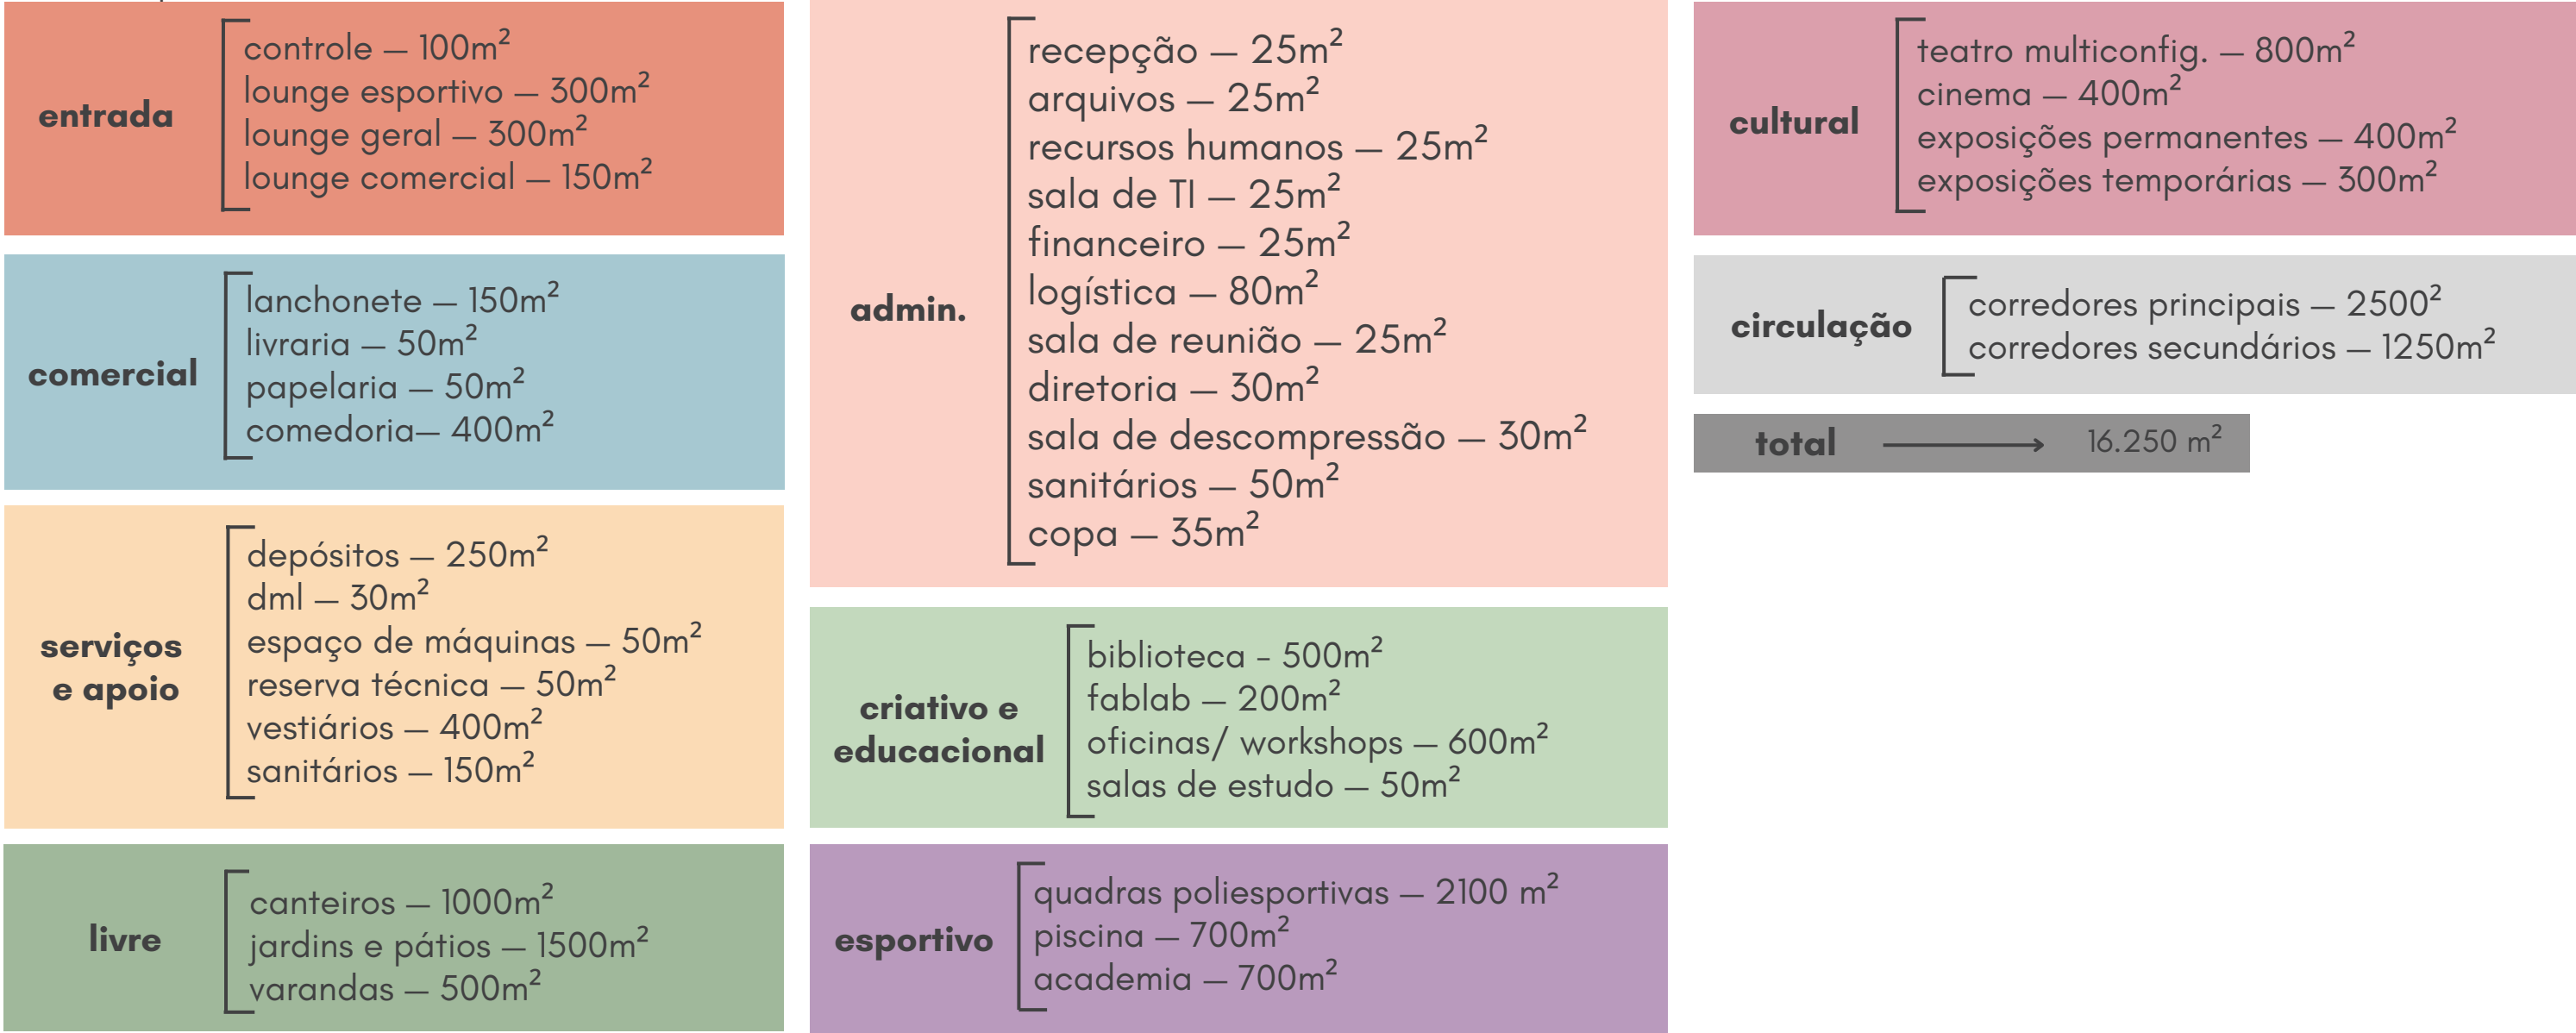 entrada
controle — 100m²
lounge esportivo — 300m²
lounge geral — 300m²
lounge comercial — 150m²
comercial
lanchonete — 150m²
livraria — 50m²
papelaria — 50m²
comedoria— 400m²
serviços
e apoio
depósitos — 250m²
dml — 30m²
espaço de máquinas — 50m²
reserva técnica — 50m²
vestiários — 400m²
sanitários — 150m²
livre
canteiros — 1000m²
jardins e pátios — 1500m²
varandas — 500m²
admin.
recepção — 25m²
arquivos — 25m²
recursos humanos — 25m²
sala de TI — 25m²
financeiro — 25m²
logística — 80m²
sala de reunião — 25m²
diretoria — 30m²
sala de descompressão — 30m²
sanitários — 50m²
copa — 35m²
criativo e
educacional
biblioteca - 500m²
fablab — 200m²
oficinas/ workshops — 600m²
salas de estudo — 50m²
esportivo
quadras poliesportivas — 2100 m²
piscina — 700m²
academia — 700m²
cultural
teatro multiconfig. — 800m²
cinema — 400m²
exposições permanentes — 400m²
exposições temporárias — 300m²
circulação
corredores principais — 2500²
corredores secundários — 1250m²
total → 16.250 m²